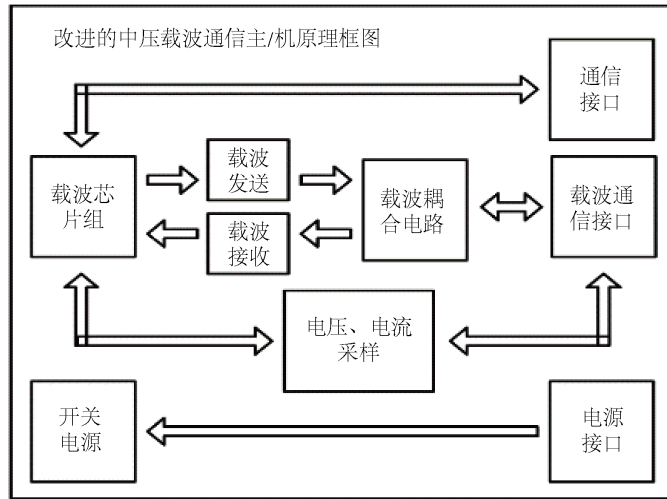 改进的中压载波通信主/机原理框图
通信
接口
载波
发送
载波芯
片组
载波耦
合电路
载波通
信接口
载波
接收
电压、电流
采样
开关
电源
电源
接口